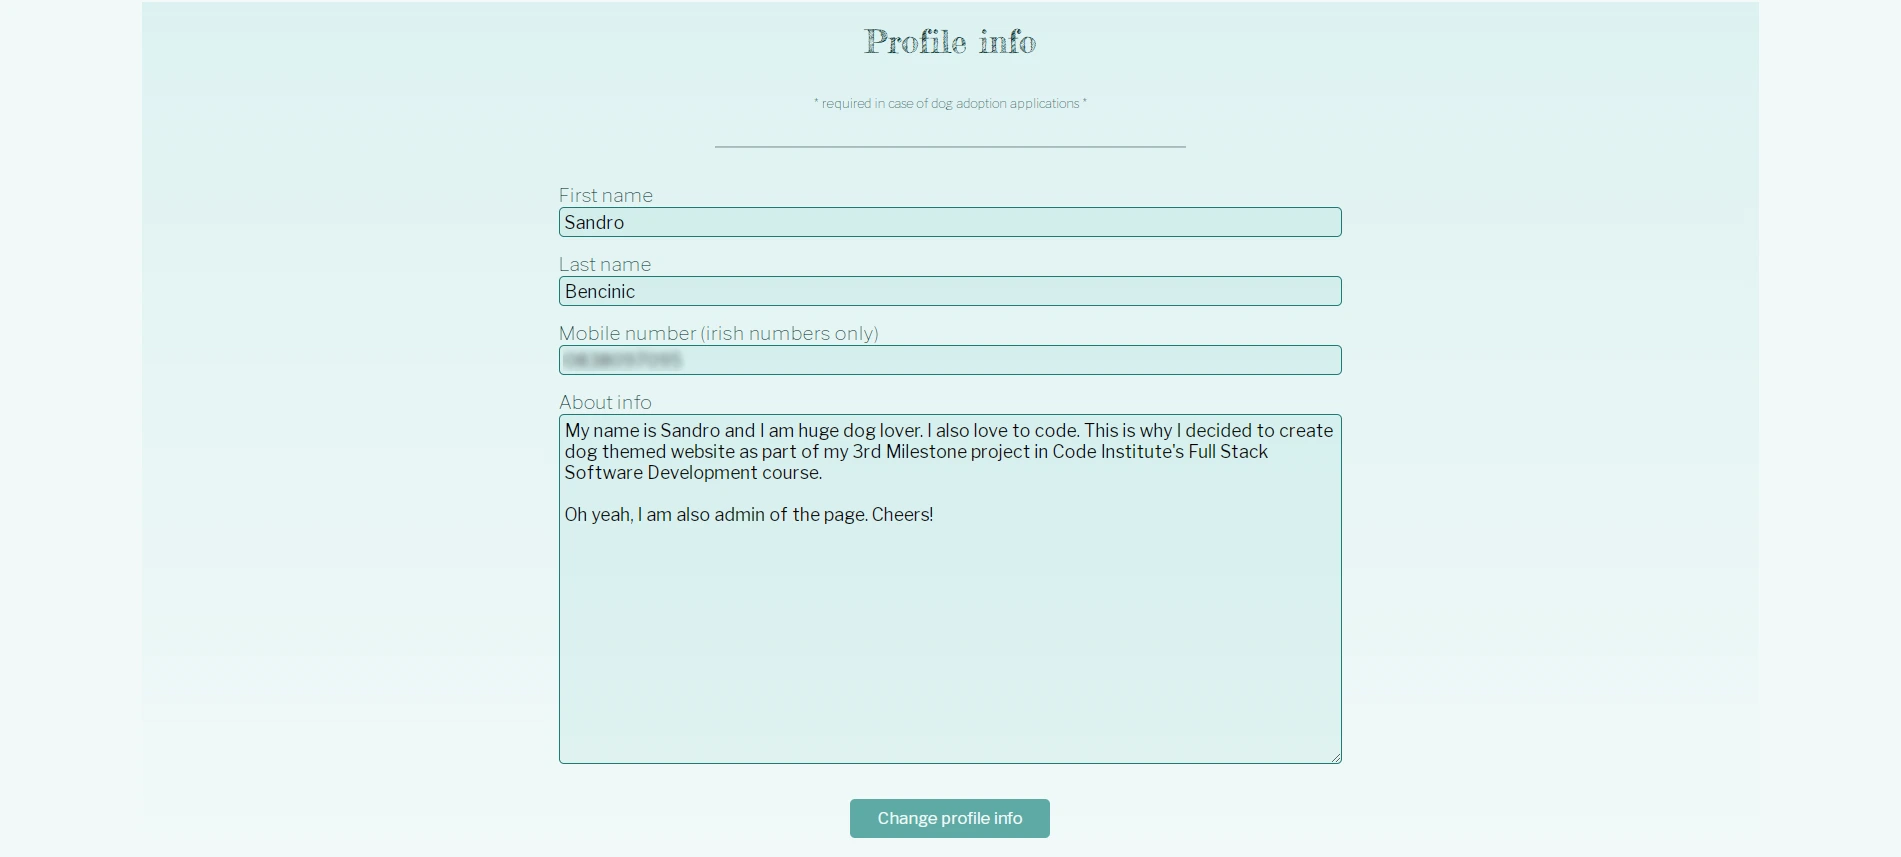 Profile info
* required in case of dog adoption applications *
First name
Sandro
Last name
Bencinic
Mobile number (irish numbers only)
About info
My name is Sandro and I am huge dog lover. I also love to code. This is why I decided to create
dog themed website as part of my 3rd Milestone project in Code Institute's Full Stack
Software Development course.
Oh yeah, I am also admin of the page. Cheers!
Change profile info